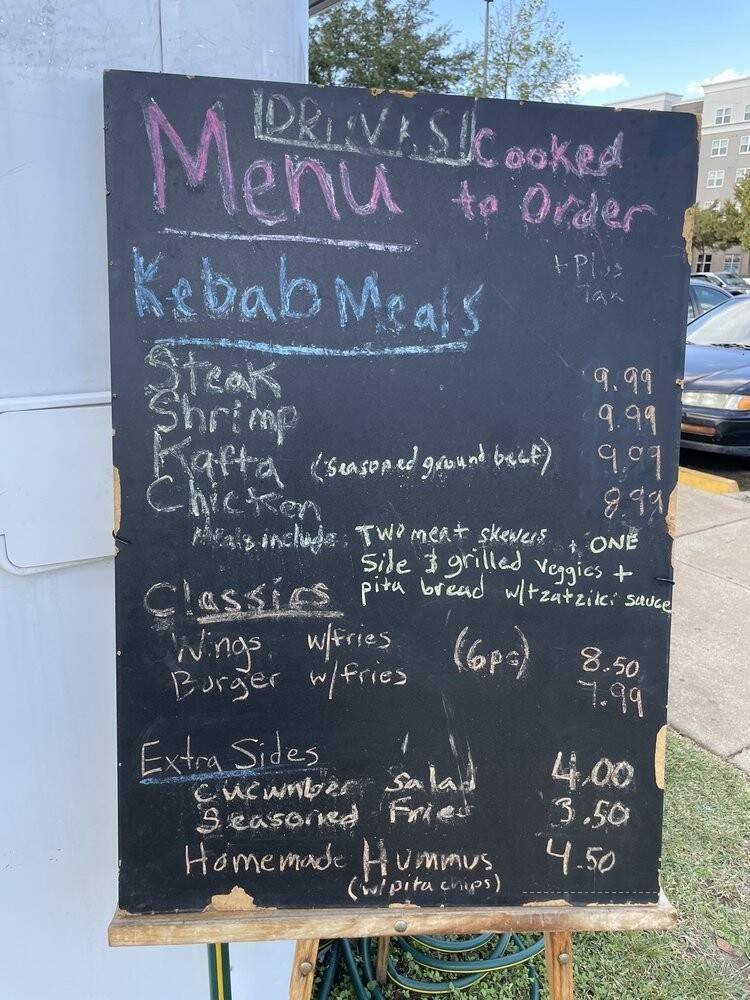 DRINKS
Menu Cooked
to Order
+ Plus
Tax
Kebab Meals
Steak 9.99
Shrimp 9.99
Kafta (seasoned ground beef) 9.99
Chicken 8.99
Meals include: Two meat skewers + ONE
Side & grilled veggies +
pita bread w/tzatziki sauce
Classics
Wings w/fries (6pc) 8.50
Burger w/fries 7.99
Extra Sides
cucumber salad 4.00
Seasoned Fries 3.50
Homemade Hummus 4.50
(w/pita chips)